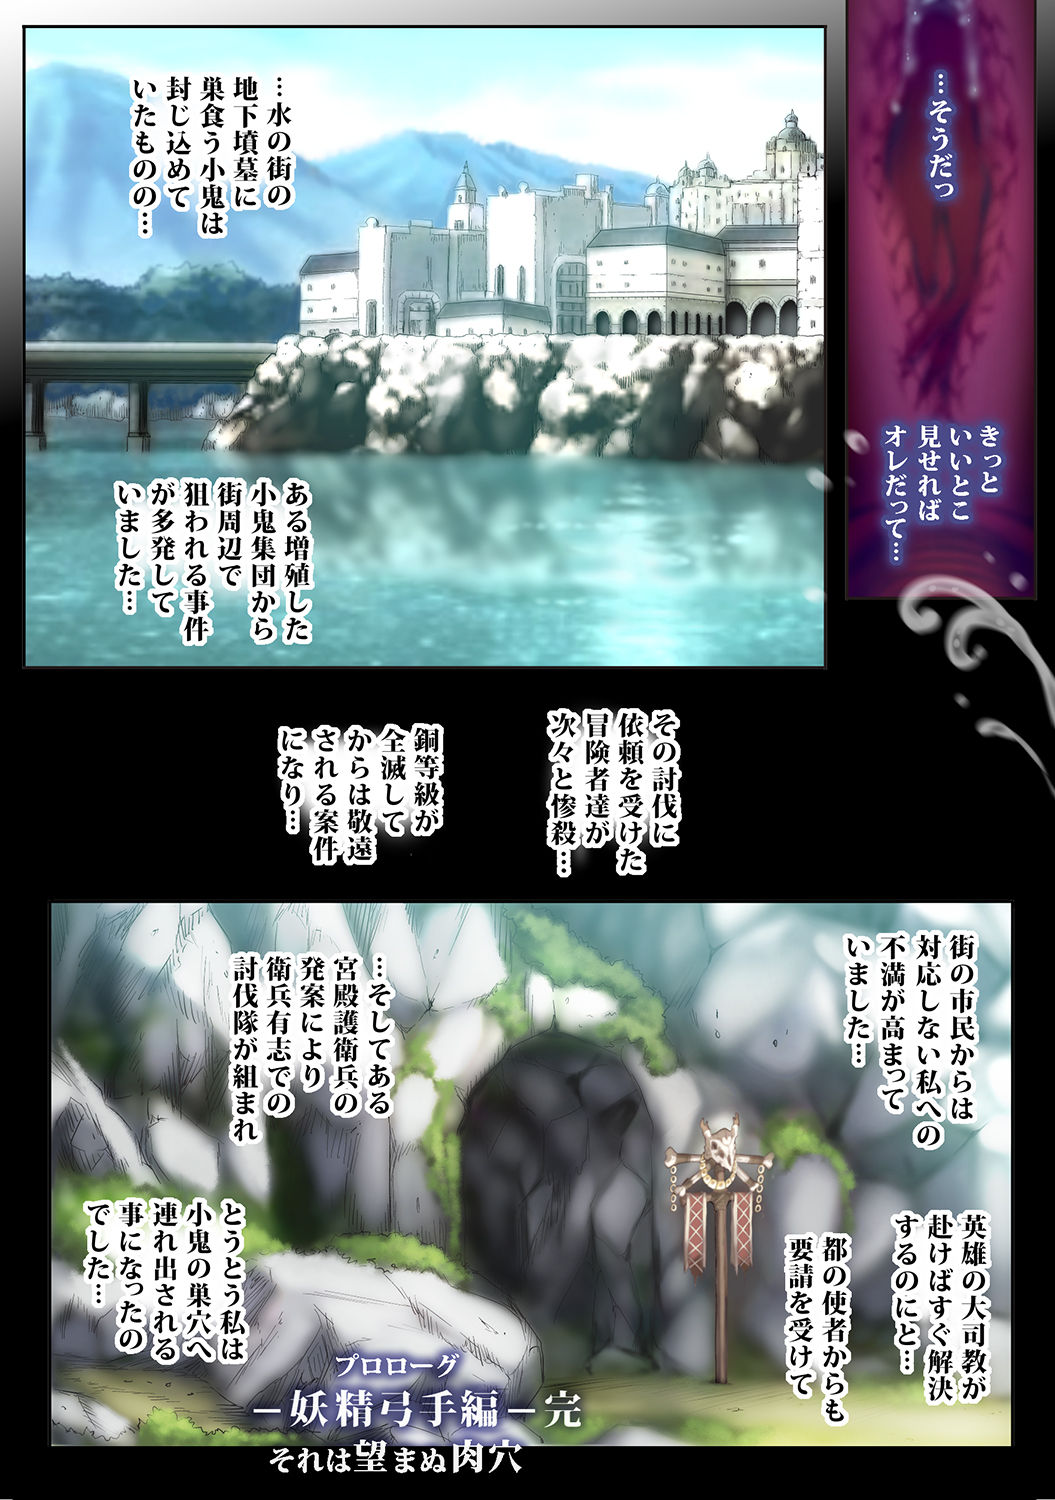 …そうだっ
きっと
いいとこ
見せれば
オレだって…
…水の街の
地下墳墓に
巣食う小鬼は
封じ込めて
いたものの…
ある増殖した
小鬼集団から
街周辺で
狙われる事件
が多発して
いました…
その討伐に
依頼を受けた
冒険者達が
次々と惨殺…
銅等級が
全滅して
からは敬遠
される案件
になり…
街の市民からは
対応しない私への
不満が高まって
いました…
英雄の大司教が
赴けばすぐ解決
するのにと…
都の使者からも
要請を受けて
…そしてある
宮殿護衛兵の
発案により
衛兵有志での
討伐隊が組まれ
とうとう私は
小鬼の巣穴へ
連れ出される
事になったの
でした…
プロローグ
－妖精弓手編－完
それは望まぬ肉穴